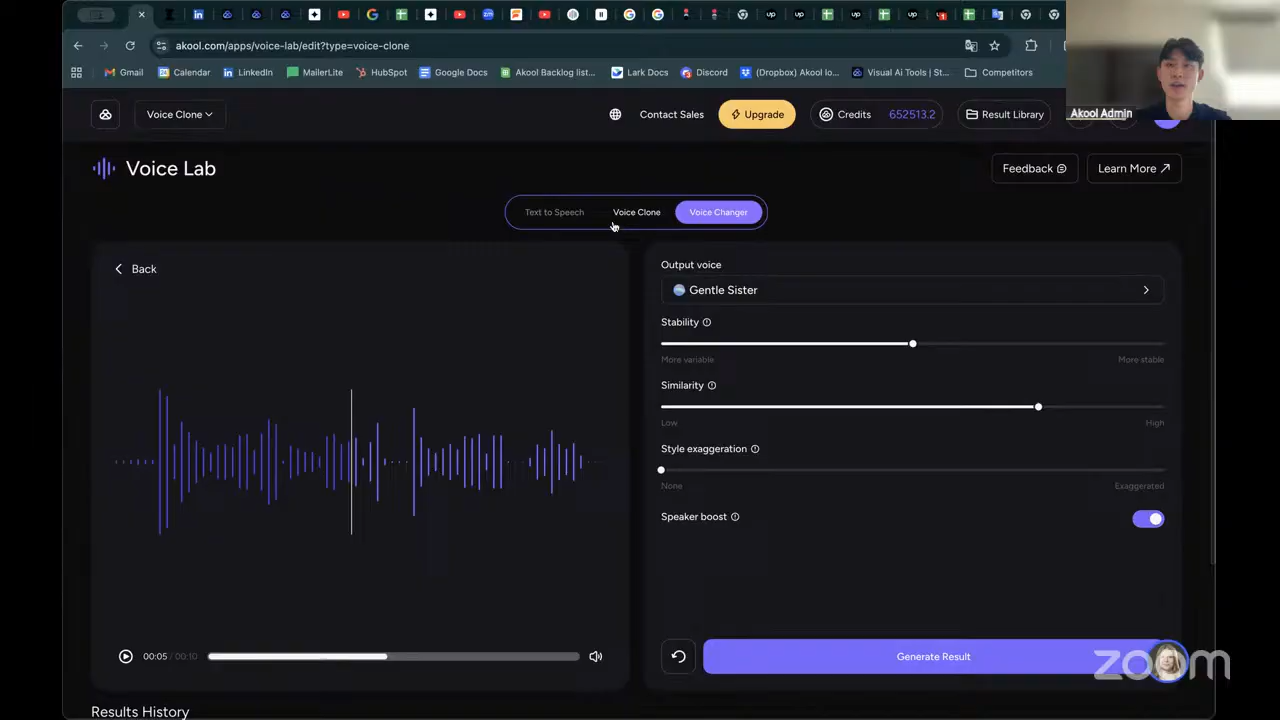 akool.com/apps/voice-lab/edit?type=voice-clone
Gmail
Calendar
LinkedIn
MailerLite
HubSpot
Google Docs
Akool Backlog list...
Lark Docs
Discord
(Dropbox) Akool lo...
Visual Ai Tools | St...
Competitors
Akool Admin
Voice Clone
Contact Sales
Upgrade
Credits 652513.2
Result Library
Voice Lab
Feedback
Learn More
Text to Speech
Voice Clone
Voice Changer
Back
Output voice
Gentle Sister
Stability
More variable
More stable
Similarity
Low
High
Style exaggeration
None
Exaggerated
Speaker boost
00:05 / 00:10
Generate Result
zoom
Results History